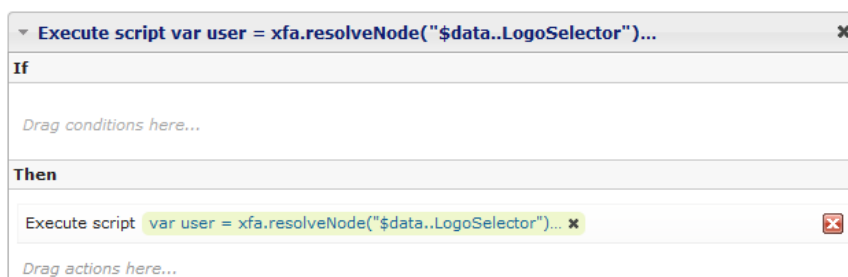 Execute script var user = xfa.resolveNode("$data..LogoSelector")...
If
Drag conditions here...
Then
Execute script var user = xfa.resolveNode("$data..LogoSelector")...
Drag actions here...